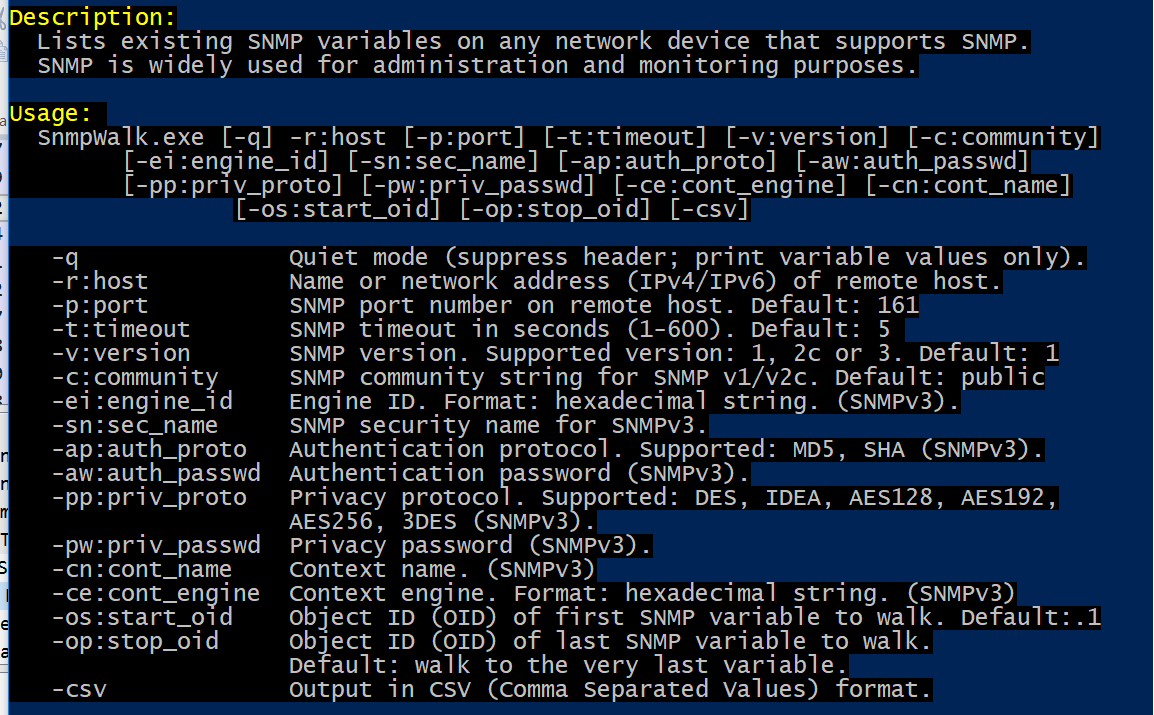 Description:
Lists existing SNMP variables on any network device that supports SNMP.
SNMP is widely used for administration and monitoring purposes.
Usage:
SnmpWalk.exe [-q] -r:host [-p:port] [-t:timeout] [-v:version] [-c:community]
[-ei:engine_id] [-sn:sec_name] [-ap:auth_proto] [-aw:auth_passwd]
[-pp:priv_proto] [-pw:priv_passwd] [-ce:cont_engine] [-cn:cont_name]
[-os:start_oid] [-op:stop_oid] [-csv]
-q Quiet mode (suppress header; print variable values only).
-r:host Name or network address (IPv4/IPv6) of remote host.
-p:port SNMP port number on remote host. Default: 161
-t:timeout SNMP timeout in seconds (1-600). Default: 5
-v:version SNMP version. Supported version: 1, 2c or 3. Default: 1
-c:community SNMP community string for SNMP v1/v2c. Default: public
-ei:engine_id Engine ID. Format: hexadecimal string. (SNMPv3).
-sn:sec_name SNMP security name for SNMPv3.
-ap:auth_proto Authentication protocol. Supported: MD5, SHA (SNMPv3).
-aw:auth_passwd Authentication password (SNMPv3).
-pp:priv_proto Privacy protocol. Supported: DES, IDEA, AES128, AES192,
AES256, 3DES (SNMPv3).
-pw:priv_passwd Privacy password (SNMPv3).
-cn:cont_name Context name. (SNMPv3)
-ce:cont_engine Context engine. Format: hexadecimal string. (SNMPv3)
-os:start_oid Object ID (OID) of first SNMP variable to walk. Default:.1
-op:stop_oid Object ID (OID) of last SNMP variable to walk.
Default: walk to the very last variable.
-csv Output in CSV (Comma Separated Values) format.